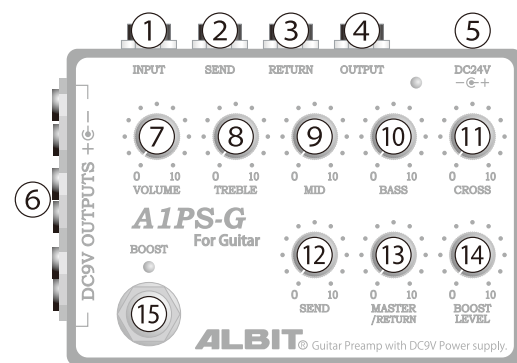 1 2 3 4 5
INPUT SEND RETURN OUTPUT DC24V
6
DC9V OUTPUTS + −
− +
7 8 9 10 11
0 10 0 10 0 10 0 10 0 10
VOLUME TREBLE MID BASS CROSS
A1PS-G
For Guitar
BOOST
12 13 14
0 10 0 10 0 10
SEND MASTER /RETURN BOOST LEVEL
15
ALBIT® Guitar Preamp with DC9V Power supply.